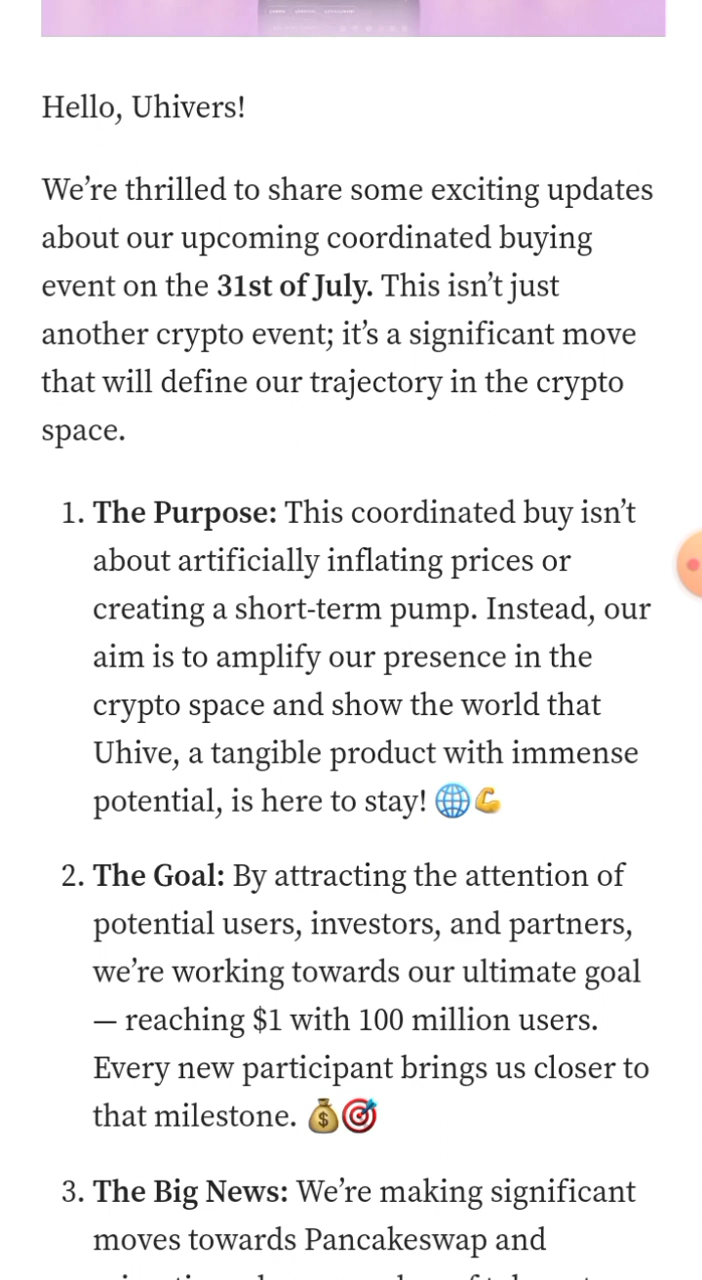 Hello, Uhivers!
We’re thrilled to share some exciting updates
about our upcoming coordinated buying
event on the 31st of July. This isn’t just
another crypto event; it’s a significant move
that will define our trajectory in the crypto
space.
1. The Purpose: This coordinated buy isn’t
about artificially inflating prices or
creating a short-term pump. Instead, our
aim is to amplify our presence in the
crypto space and show the world that
Uhive, a tangible product with immense
potential, is here to stay! 🌐💪
2. The Goal: By attracting the attention of
potential users, investors, and partners,
we’re working towards our ultimate goal
— reaching $1 with 100 million users.
Every new participant brings us closer to
that milestone. 💰🎯
3. The Big News: We’re making significant
moves towards Pancakeswap and